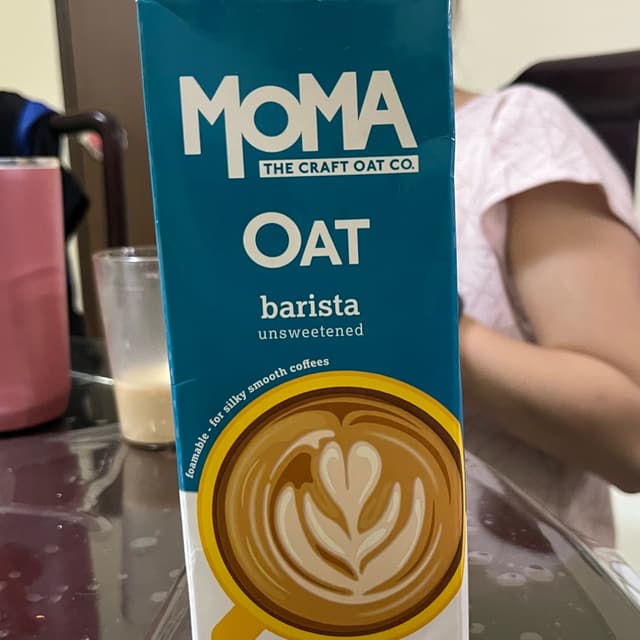 MOMA
THE CRAFT OAT CO.
OAT
barista
unsweetened
foamable - for silky smooth coffees